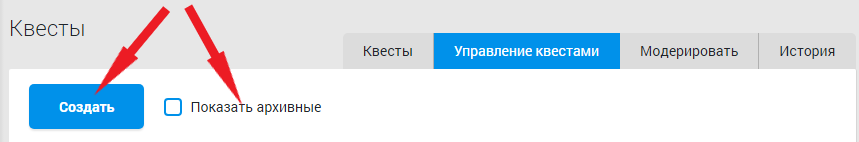 Квесты
Квесты Управление квестами Модерировать История
Создать Показать архивные